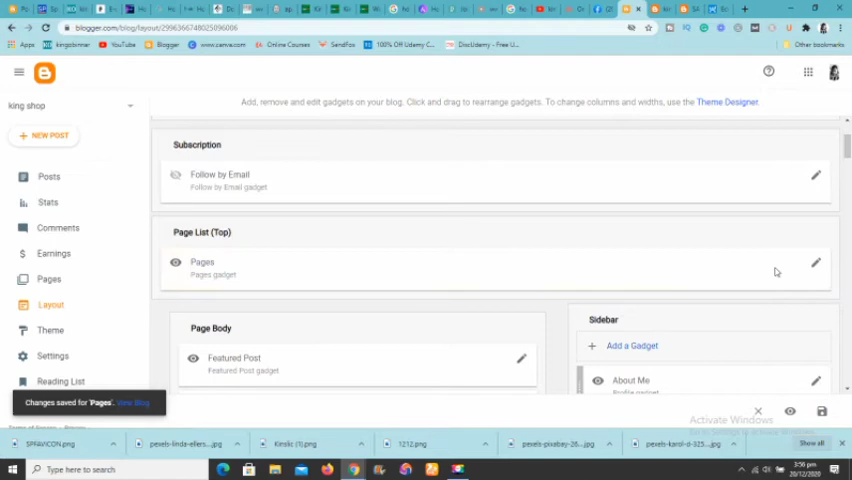 blogger.com/blog/layout/2996366748025096006
Apps
kingobinner
YouTube
Blogger
www.canva.com
Online Courses
SendFox
100% Off Udemy C...
DiscUdemy - Free U...
Other bookmarks
king shop
Add, remove and edit gadgets on your blog. Click and drag to rearrange gadgets. To change columns and widths, use the Theme Designer.
NEW POST
Posts
Stats
Comments
Earnings
Pages
Layout
Theme
Settings
Reading List
Subscription
Follow by Email
Follow by Email gadget
Page List (Top)
Pages
Pages gadget
Page Body
Featured Post
Featured Post gadget
Sidebar
Add a Gadget
About Me
Profile gadget
Changes saved for 'Pages'. View Blog
Activate Windows
SPFAVICON.png
pexels-linda-ellers...jpg
Kinslic (1).png
1212.png
pexels-pixabay-26...jpg
pexels-karol-d-325...jpg
Show all
Type here to search
3:56 pm
20/12/2020